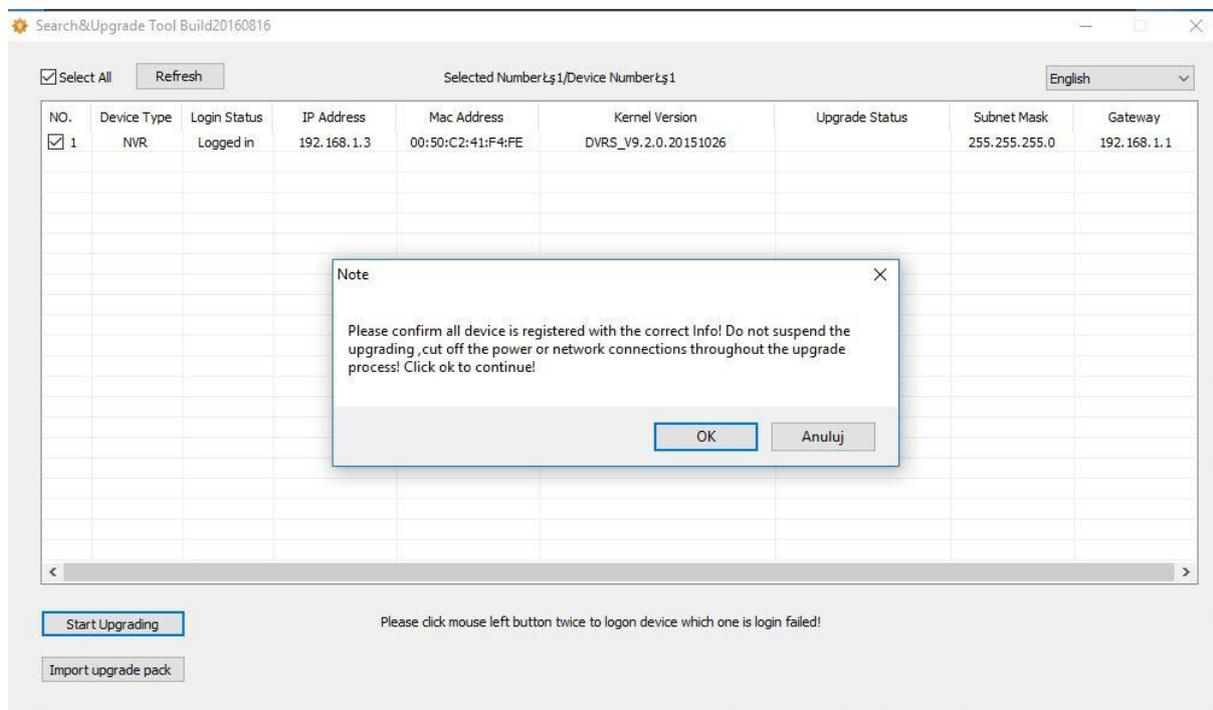 Search&Upgrade Tool Build20160816
Select All Refresh Selected NumberŁş1/Device NumberŁş1 English
NO. Device Type Login Status IP Address Mac Address Kernel Version Upgrade Status Subnet Mask Gateway
1 NVR Logged in 192.168.1.3 00:50:C2:41:F4:FE DVRS_V9.2.0.20151026 255.255.255.0 192.168.1.1
Note
Please confirm all device is registered with the correct Info! Do not suspend the
upgrading ,cut off the power or network connections throughout the upgrade
process! Click ok to continue!
OK Anuluj
Start Upgrading Please click mouse left button twice to logon device which one is login failed!
Import upgrade pack